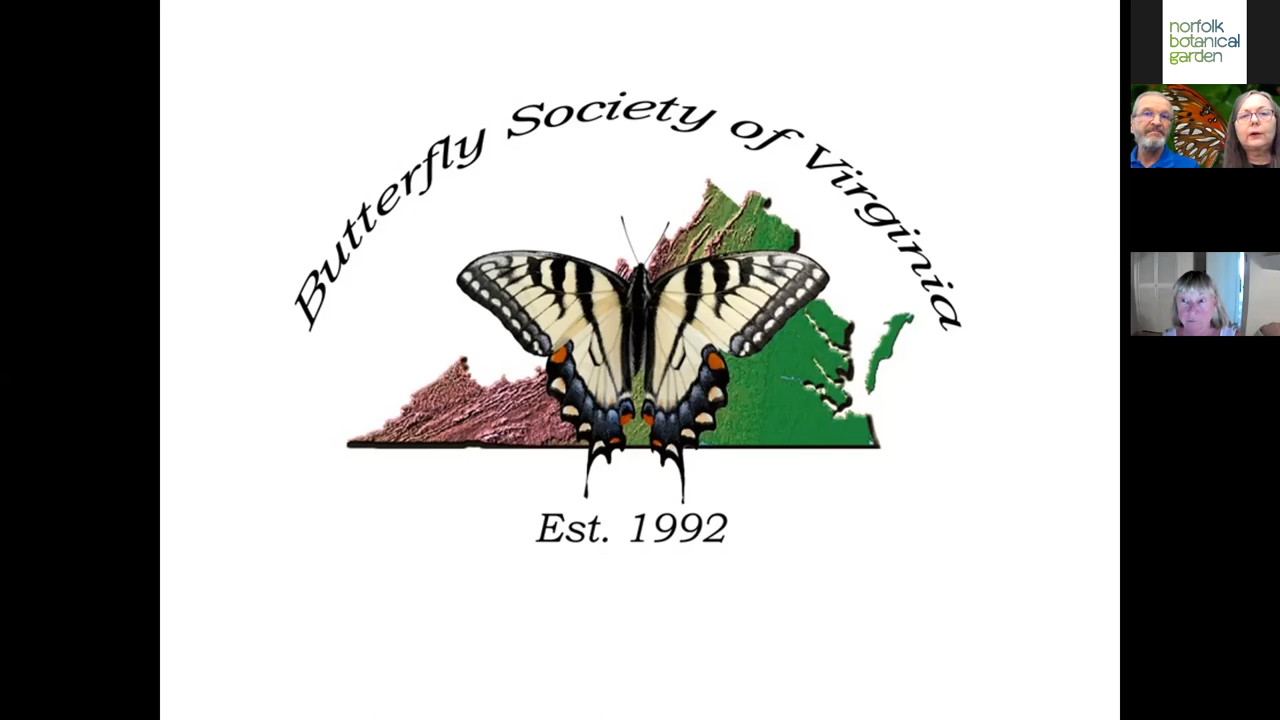 Butterfly Society of Virginia
Est. 1992
norfolk
botanical
garden